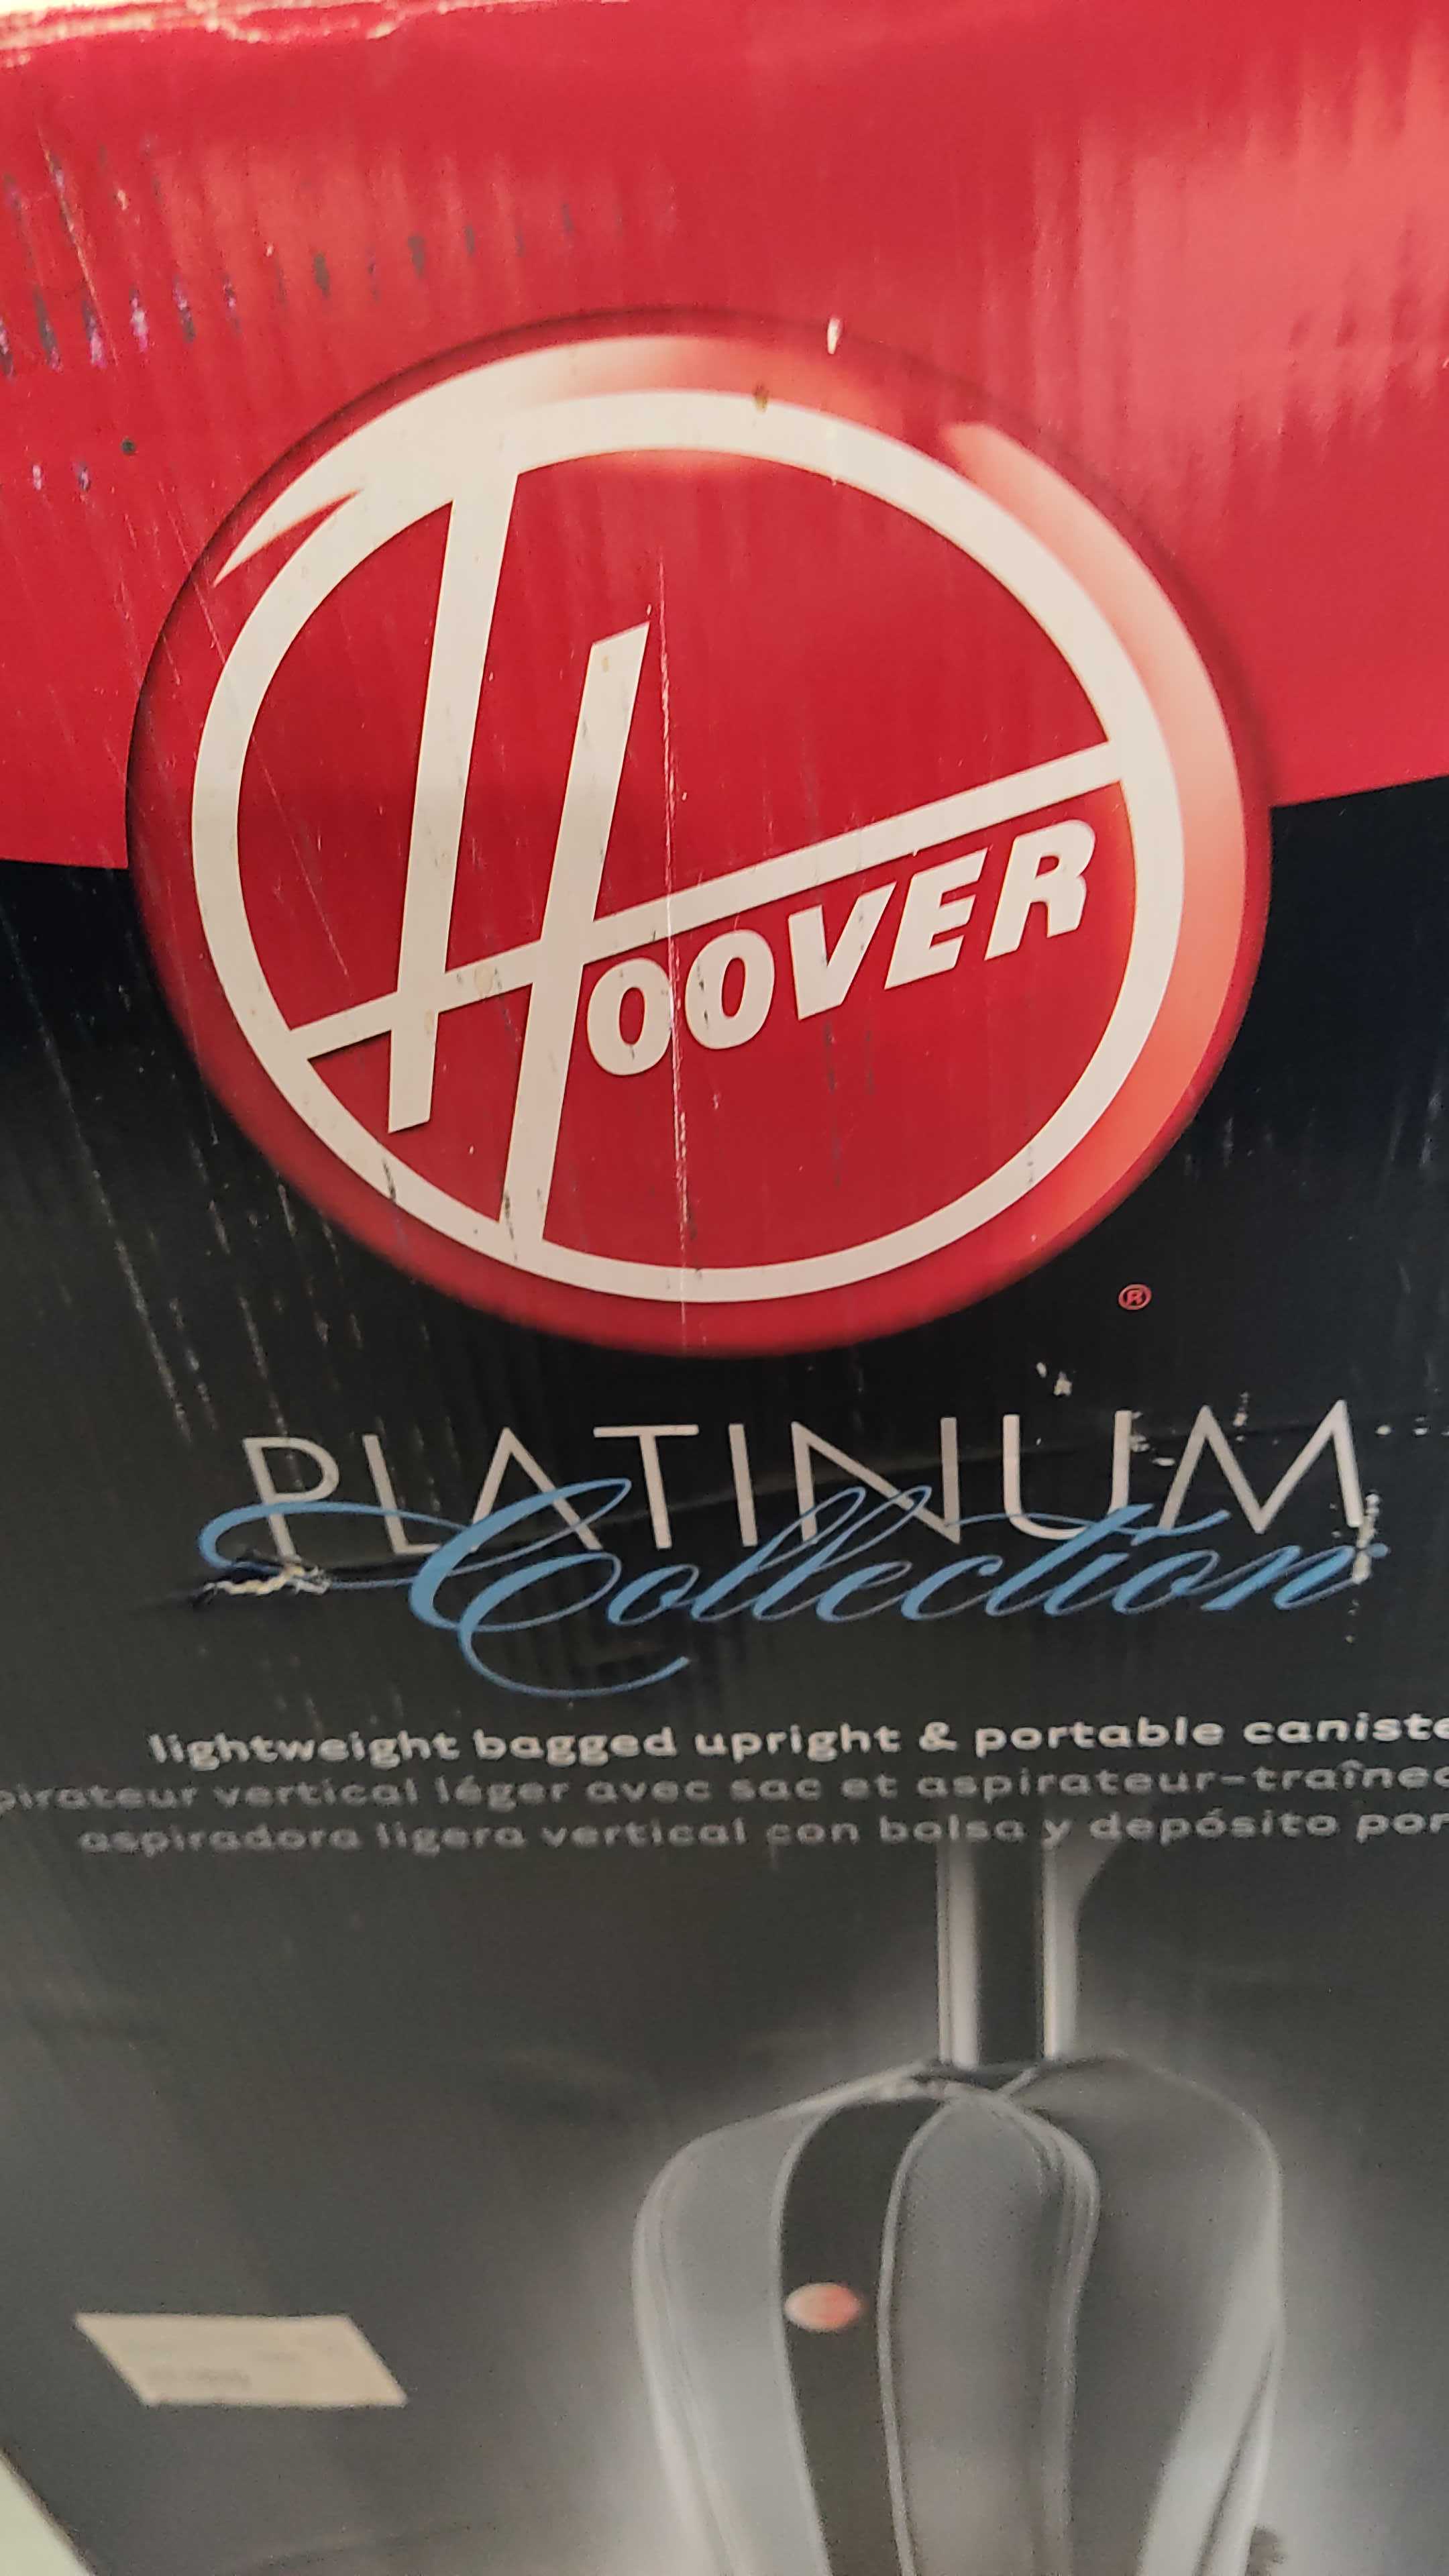 HOOVER
®
PLATINUM
Collection
lightweight bagged upright & portable caniste
pirateur vertical léger avec sac et aspirateur-traînea
aspiradora ligera vertical con bolsa y depósito por